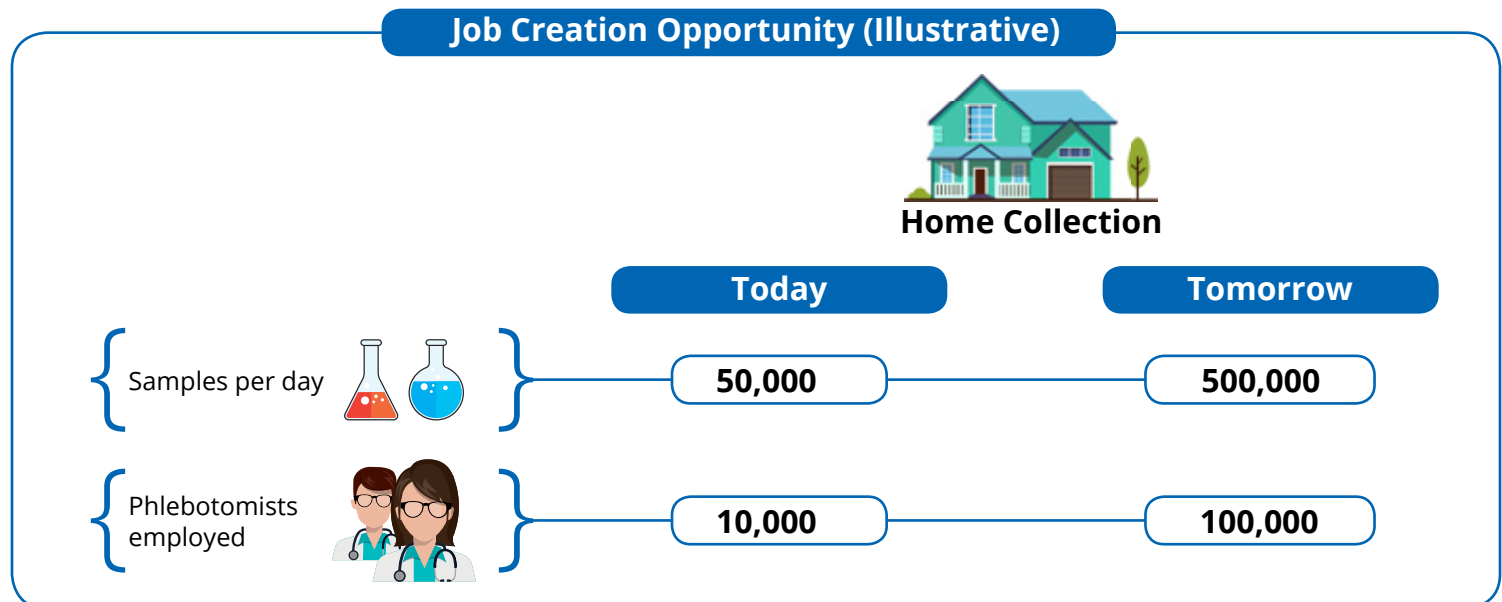 Job Creation Opportunity (Illustrative)
Home Collection
Today Tomorrow
Samples per day 50,000 500,000
Phlebotomists
employed 10,000 100,000